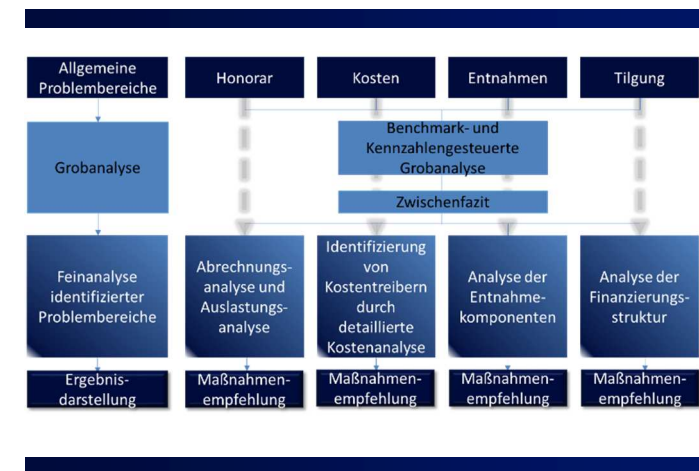 Allgemeine
Problembereiche
Honorar
Kosten
Entnahmen
Tilgung
Grobanalyse
Benchmark- und
Kennzahlengesteuerte
Grobanalyse
Zwischenfazit
Feinanalyse
identifizierter
Problembereiche
Abrechnungs-
analyse und
Auslastungs-
analyse
Identifizierung
von
Kostentreibern
durch
detaillierte
Kostenanalyse
Analyse der
Entnahme-
komponenten
Analyse der
Finanzierungs-
struktur
Ergebnis-
darstellung
Maßnahmen-
empfehlung
Maßnahmen-
empfehlung
Maßnahmen-
empfehlung
Maßnahmen-
empfehlung